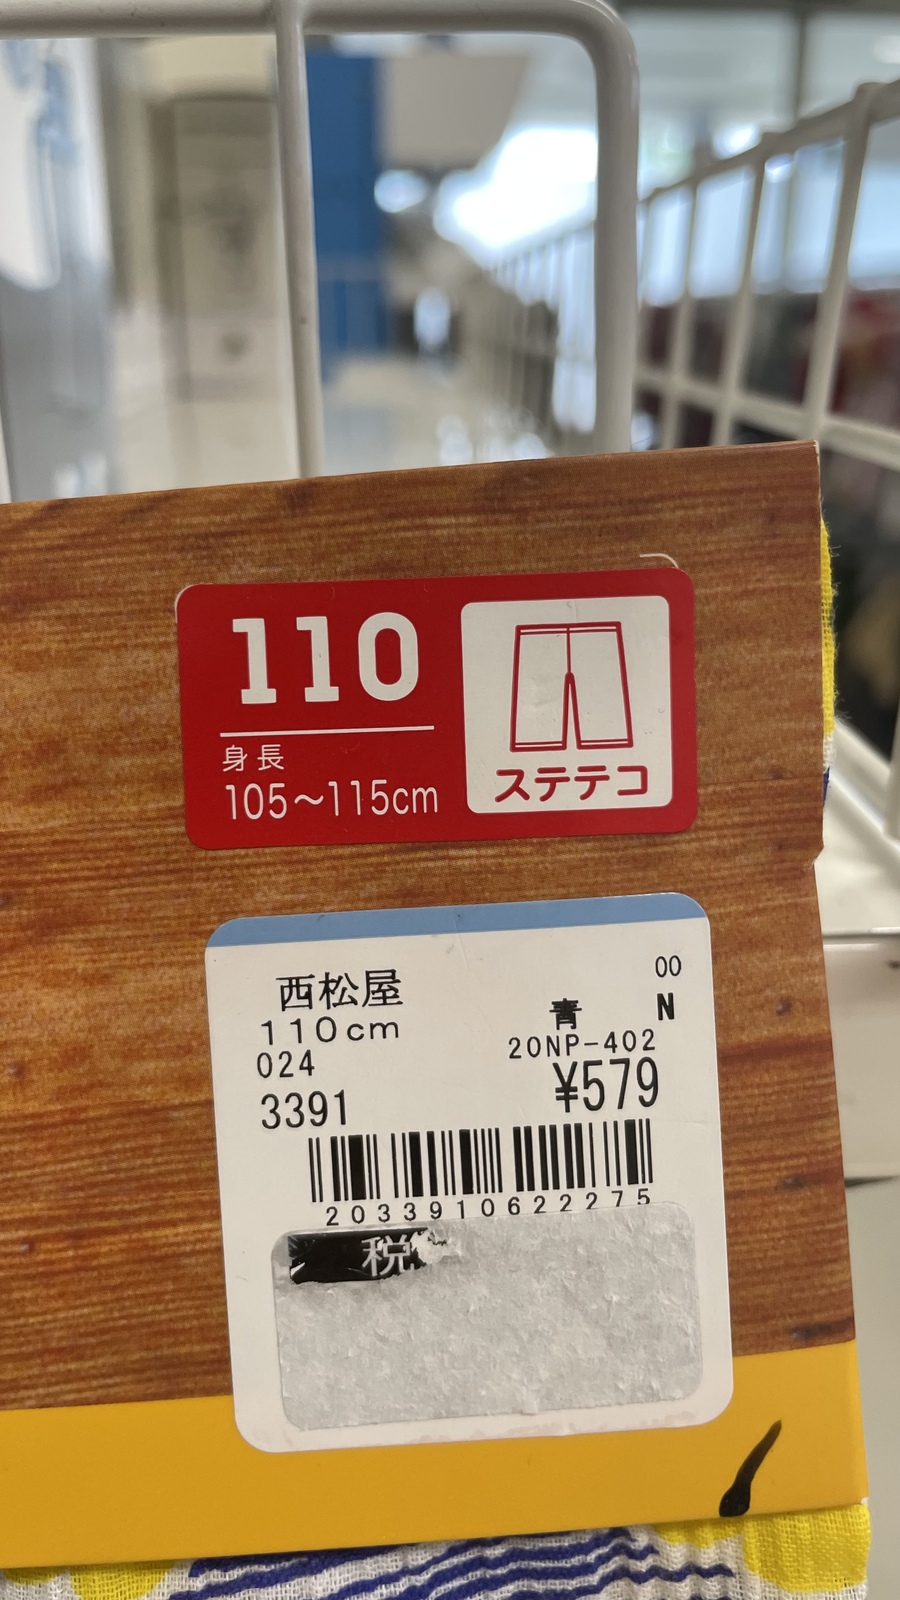 110
身長
105～115cm
ステテコ
西松屋
00
110cm
青
N
024
20NP-402
3391
¥579
2033910622275
税